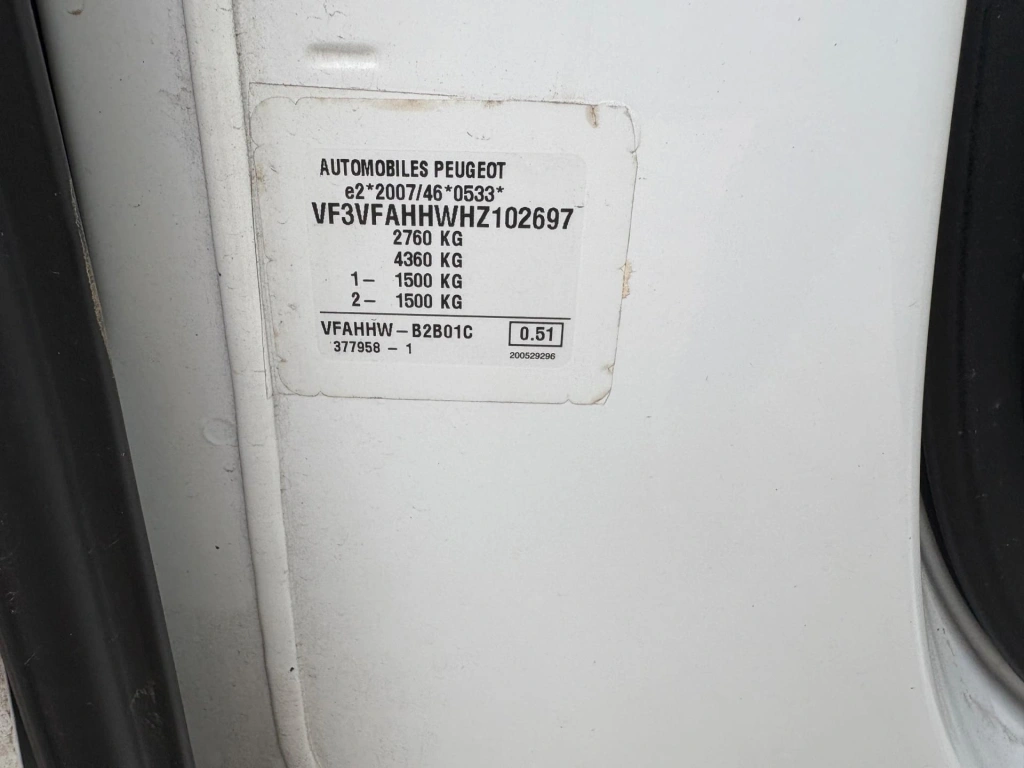 AUTOMOBILES PEUGEOT
e2*2007/46*0533*
VF3VFAHHWHZ102697
2760 KG
4360 KG
1- 1500 KG
2- 1500 KG
VFAHHW-B2B01C 0.51
377958-1 200529296